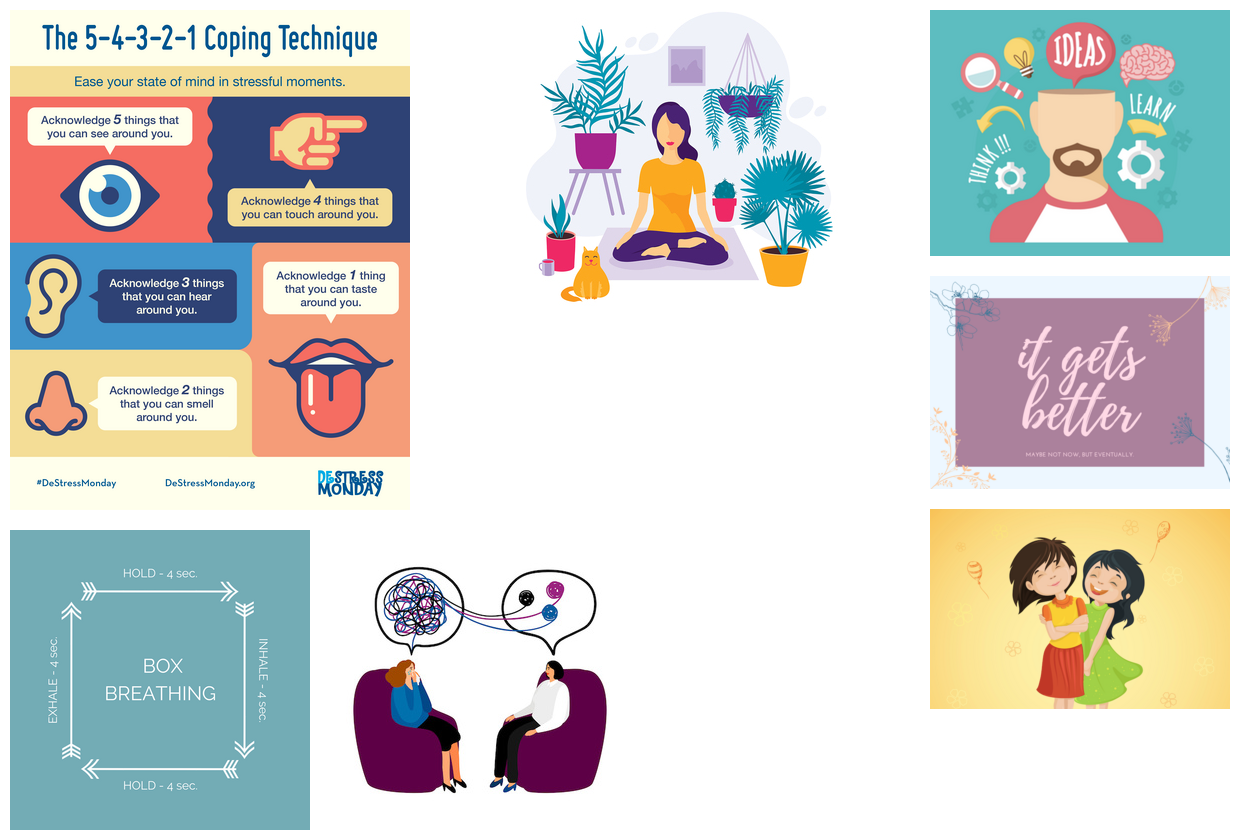 The 5-4-3-2-1 Coping Technique
Ease your state of mind in stressful moments.
Acknowledge 5 things that
you can see around you.
Acknowledge 4 things that
you can touch around you.
Acknowledge 3 things
that you can hear
around you.
Acknowledge 1 thing
that you can taste
around you.
Acknowledge 2 things
that you can smell
around you.
#DeStressMonday
DeStressMonday.org
DESTRESS
MONDAY
IDEAS
LEARN
THINK !!!
it gets
better
MAYBE NOT NOW, BUT EVENTUALLY
HOLD - 4 sec.
INHALE - 4 sec.
EXHALE - 4 sec.
BOX
BREATHING
HOLD - 4 sec.